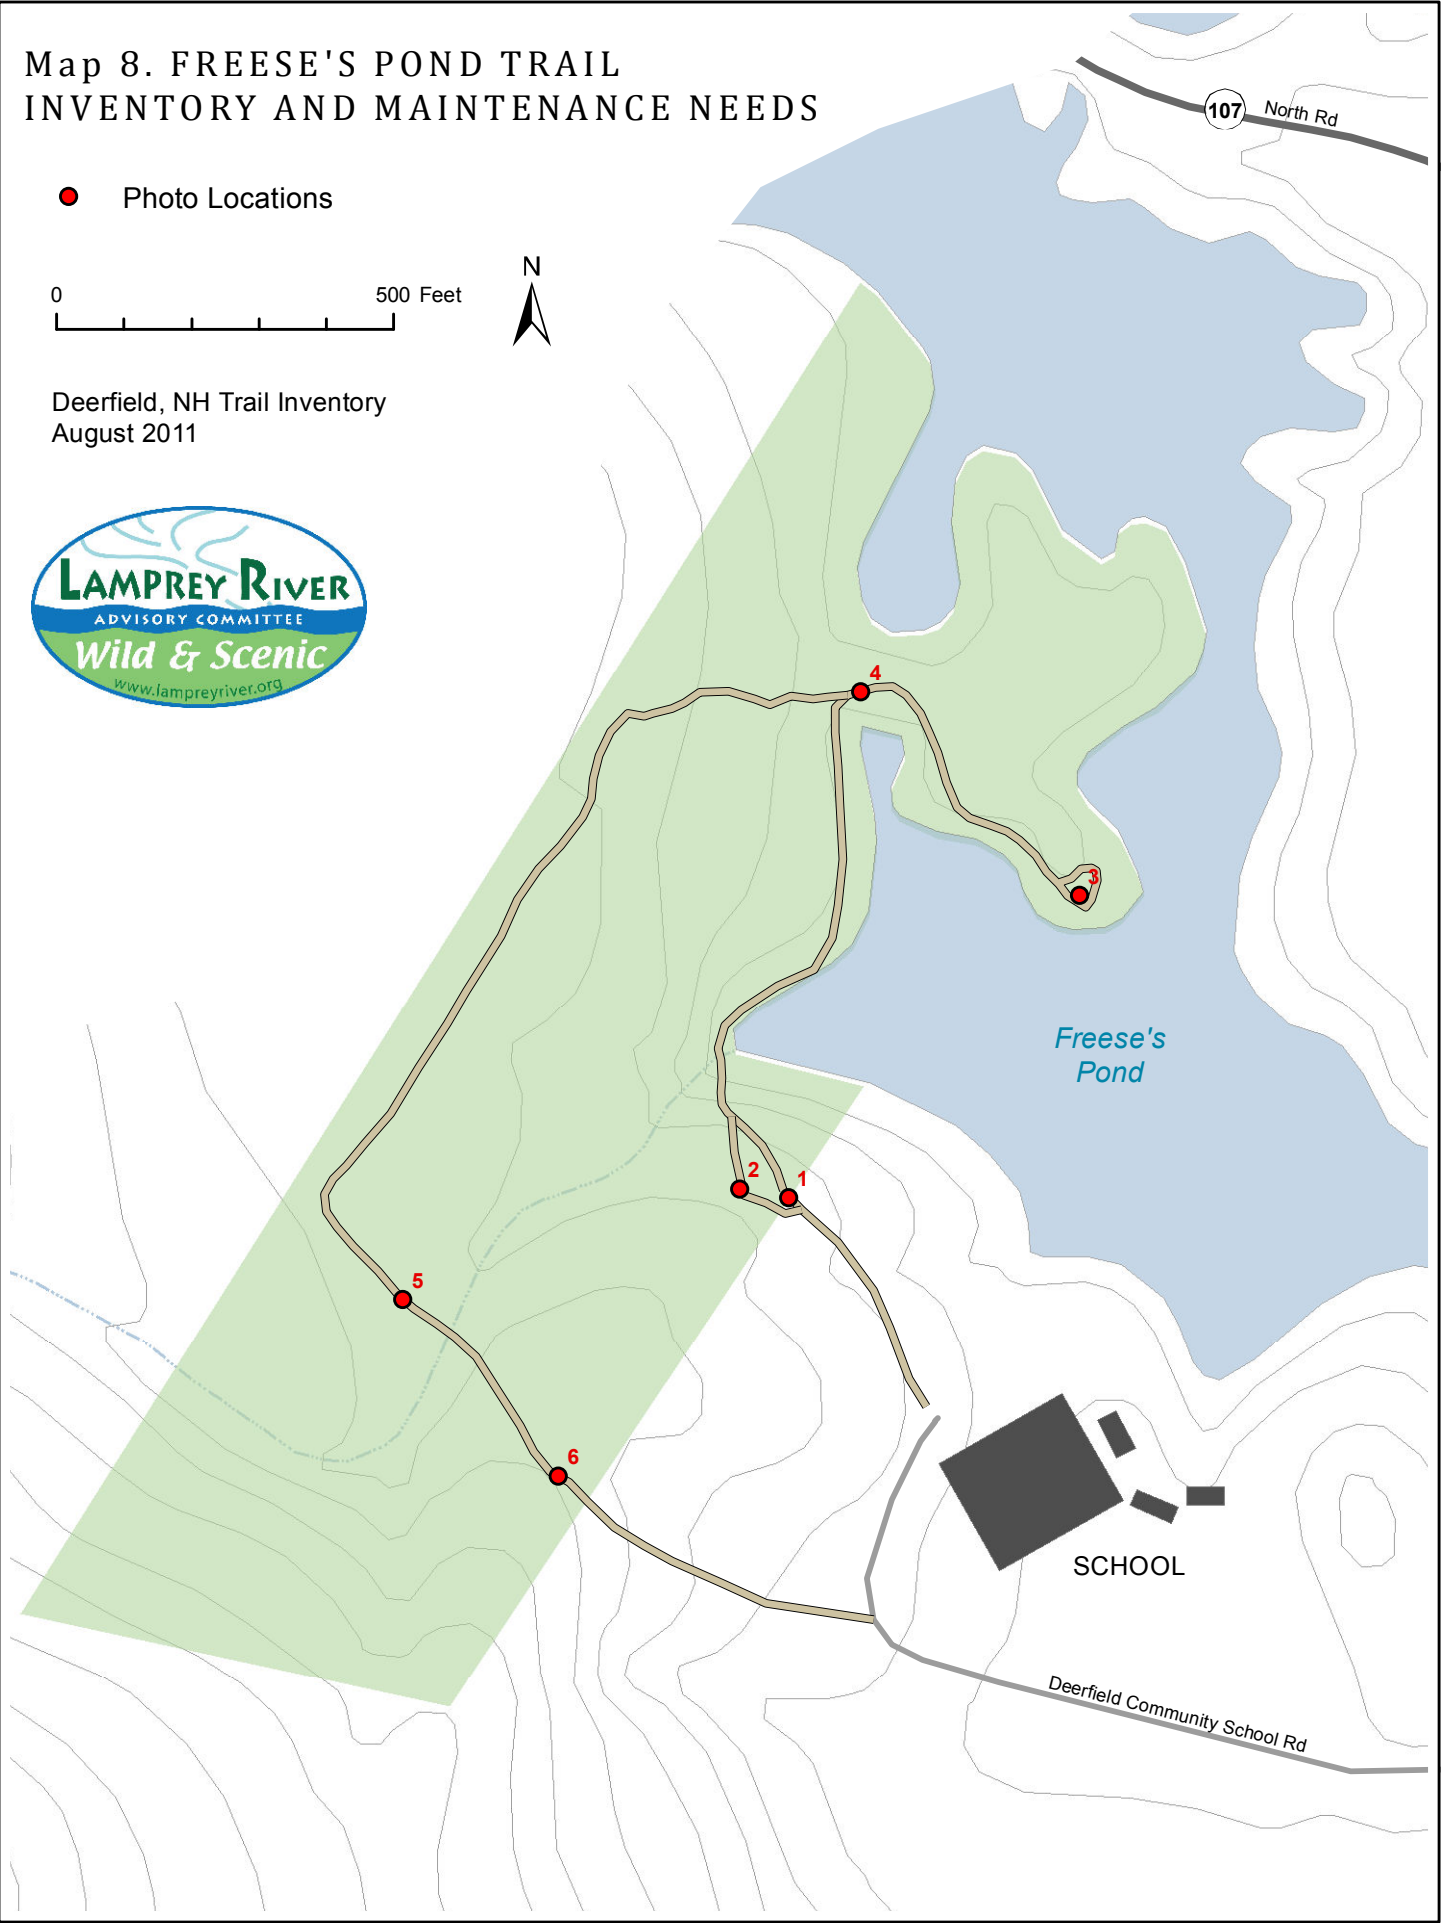 Map 8. FREESE'S POND TRAIL
INVENTORY AND MAINTENANCE NEEDS
107
North Rd
Photo Locations
N
0
500 Feet
Deerfield, NH Trail Inventory
August 2011
LAMPREY RIVER
ADVISORY COMMITTEE
Wild & Scenic
www.lampreyriver.org
4
3
Freese's
Pond
2
1
5
6
SCHOOL
Deerfield Community School Rd